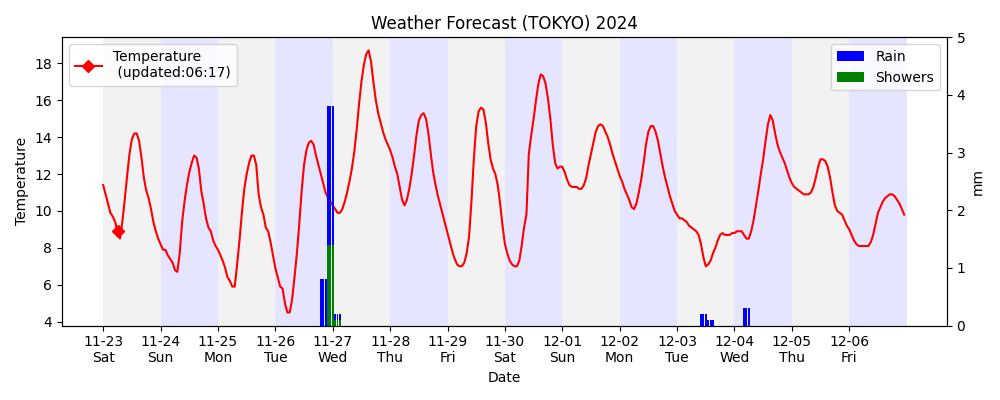 Weather Forecast (TOKYO) 2024
Temperature
(updated:06:17)
Rain
Showers
Temperature
18
16
14
12
10
8
6
4
5
4
3
2
1
0
mm
11-23 11-24 11-25 11-26 11-27 11-28 11-29 11-30 12-01 12-02 12-03 12-04 12-05 12-06
Sat Sun Mon Tue Wed Thu Fri Sat Sun Mon Tue Wed Thu Fri
Date